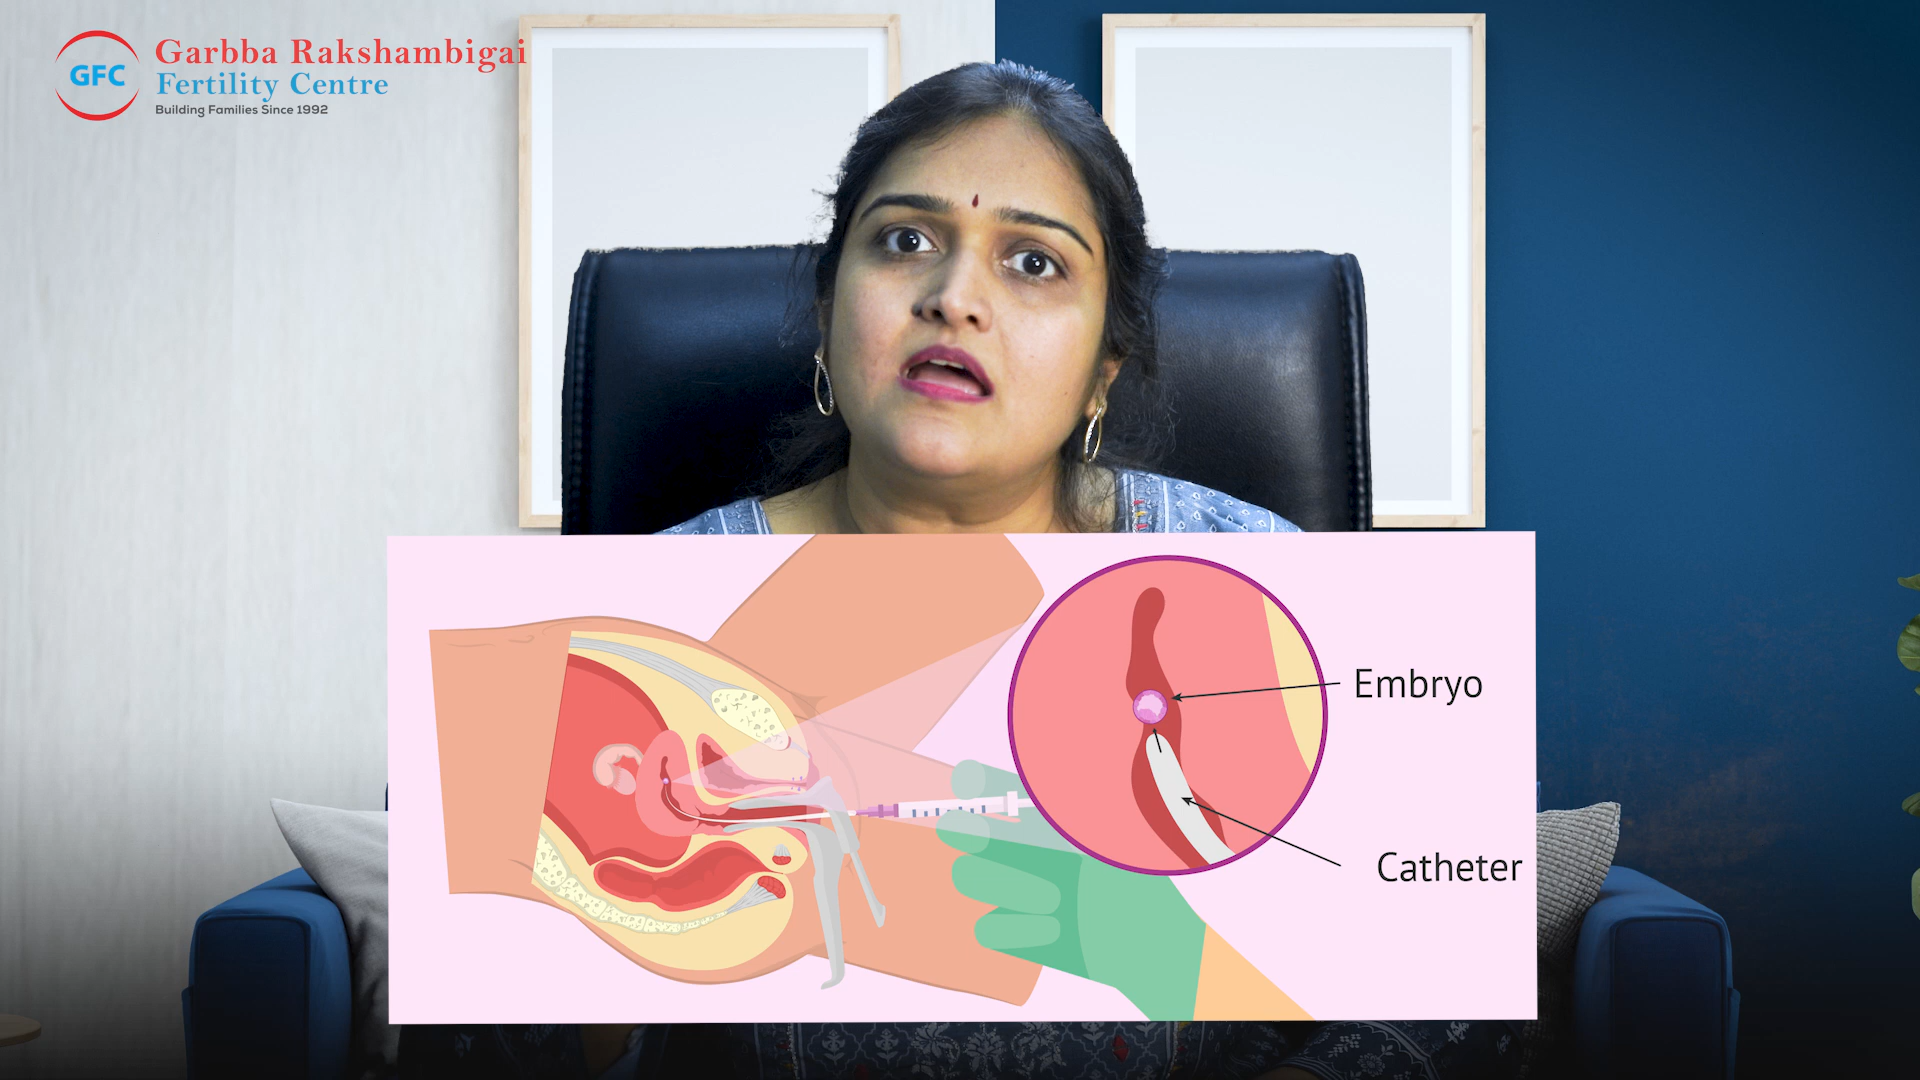 GFC
Garbba Rakshambigai
Fertility Centre
Building Families Since 1992
Embryo
Catheter